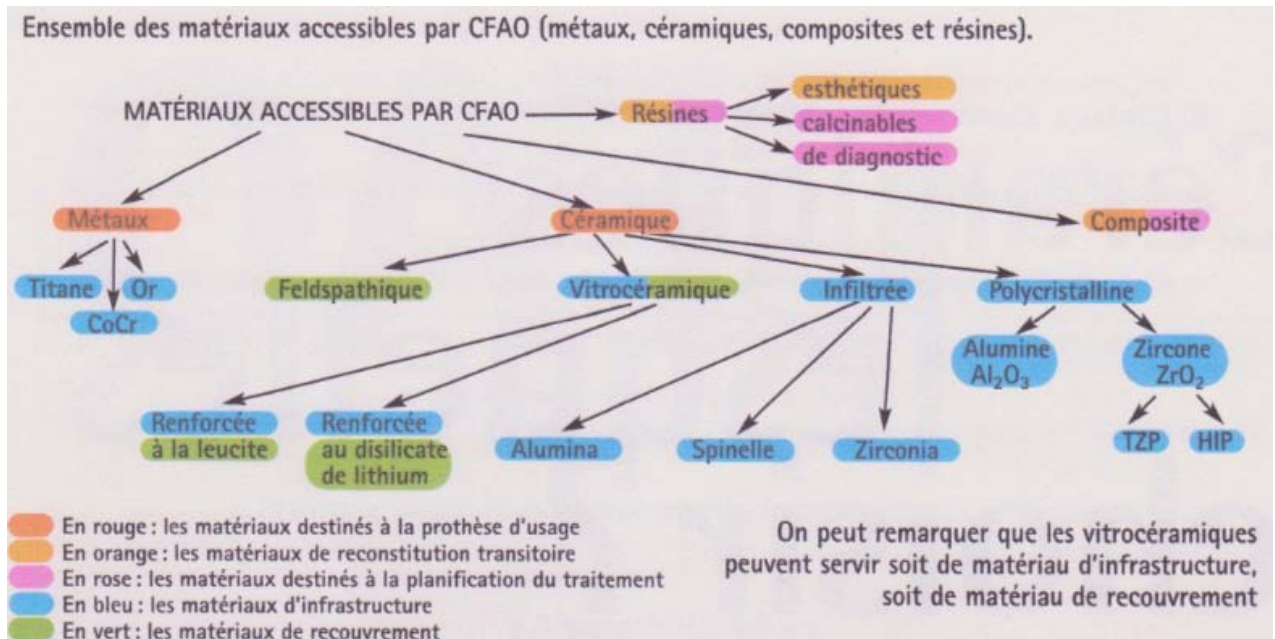 Ensemble des matériaux accessibles par CFAO (métaux, céramiques, composites et résines).
MATÉRIAUX ACCESSIBLES PAR CFAO
Résines
esthétiques
calcinables
de diagnostic
Métaux
Céramique
Composite
Titane
Or
CoCr
Feldspathique
Vitrocéramique
Infiltrée
Polycristalline
Alumine
Al₂O₃
Zircone
ZrO₂
Renforcée
à la leucite
Renforcée
au disilicate
de lithium
Alumina
Spinelle
Zirconia
TZP
HIP
En rouge : les matériaux destinés à la prothèse d'usage
En orange : les matériaux de reconstitution transitoire
En rose : les matériaux destinés à la planification du traitement
En bleu : les matériaux d'infrastructure
En vert : les matériaux de recouvrement
On peut remarquer que les vitrocéramiques
peuvent servir soit de matériau d'infrastructure,
soit de matériau de recouvrement